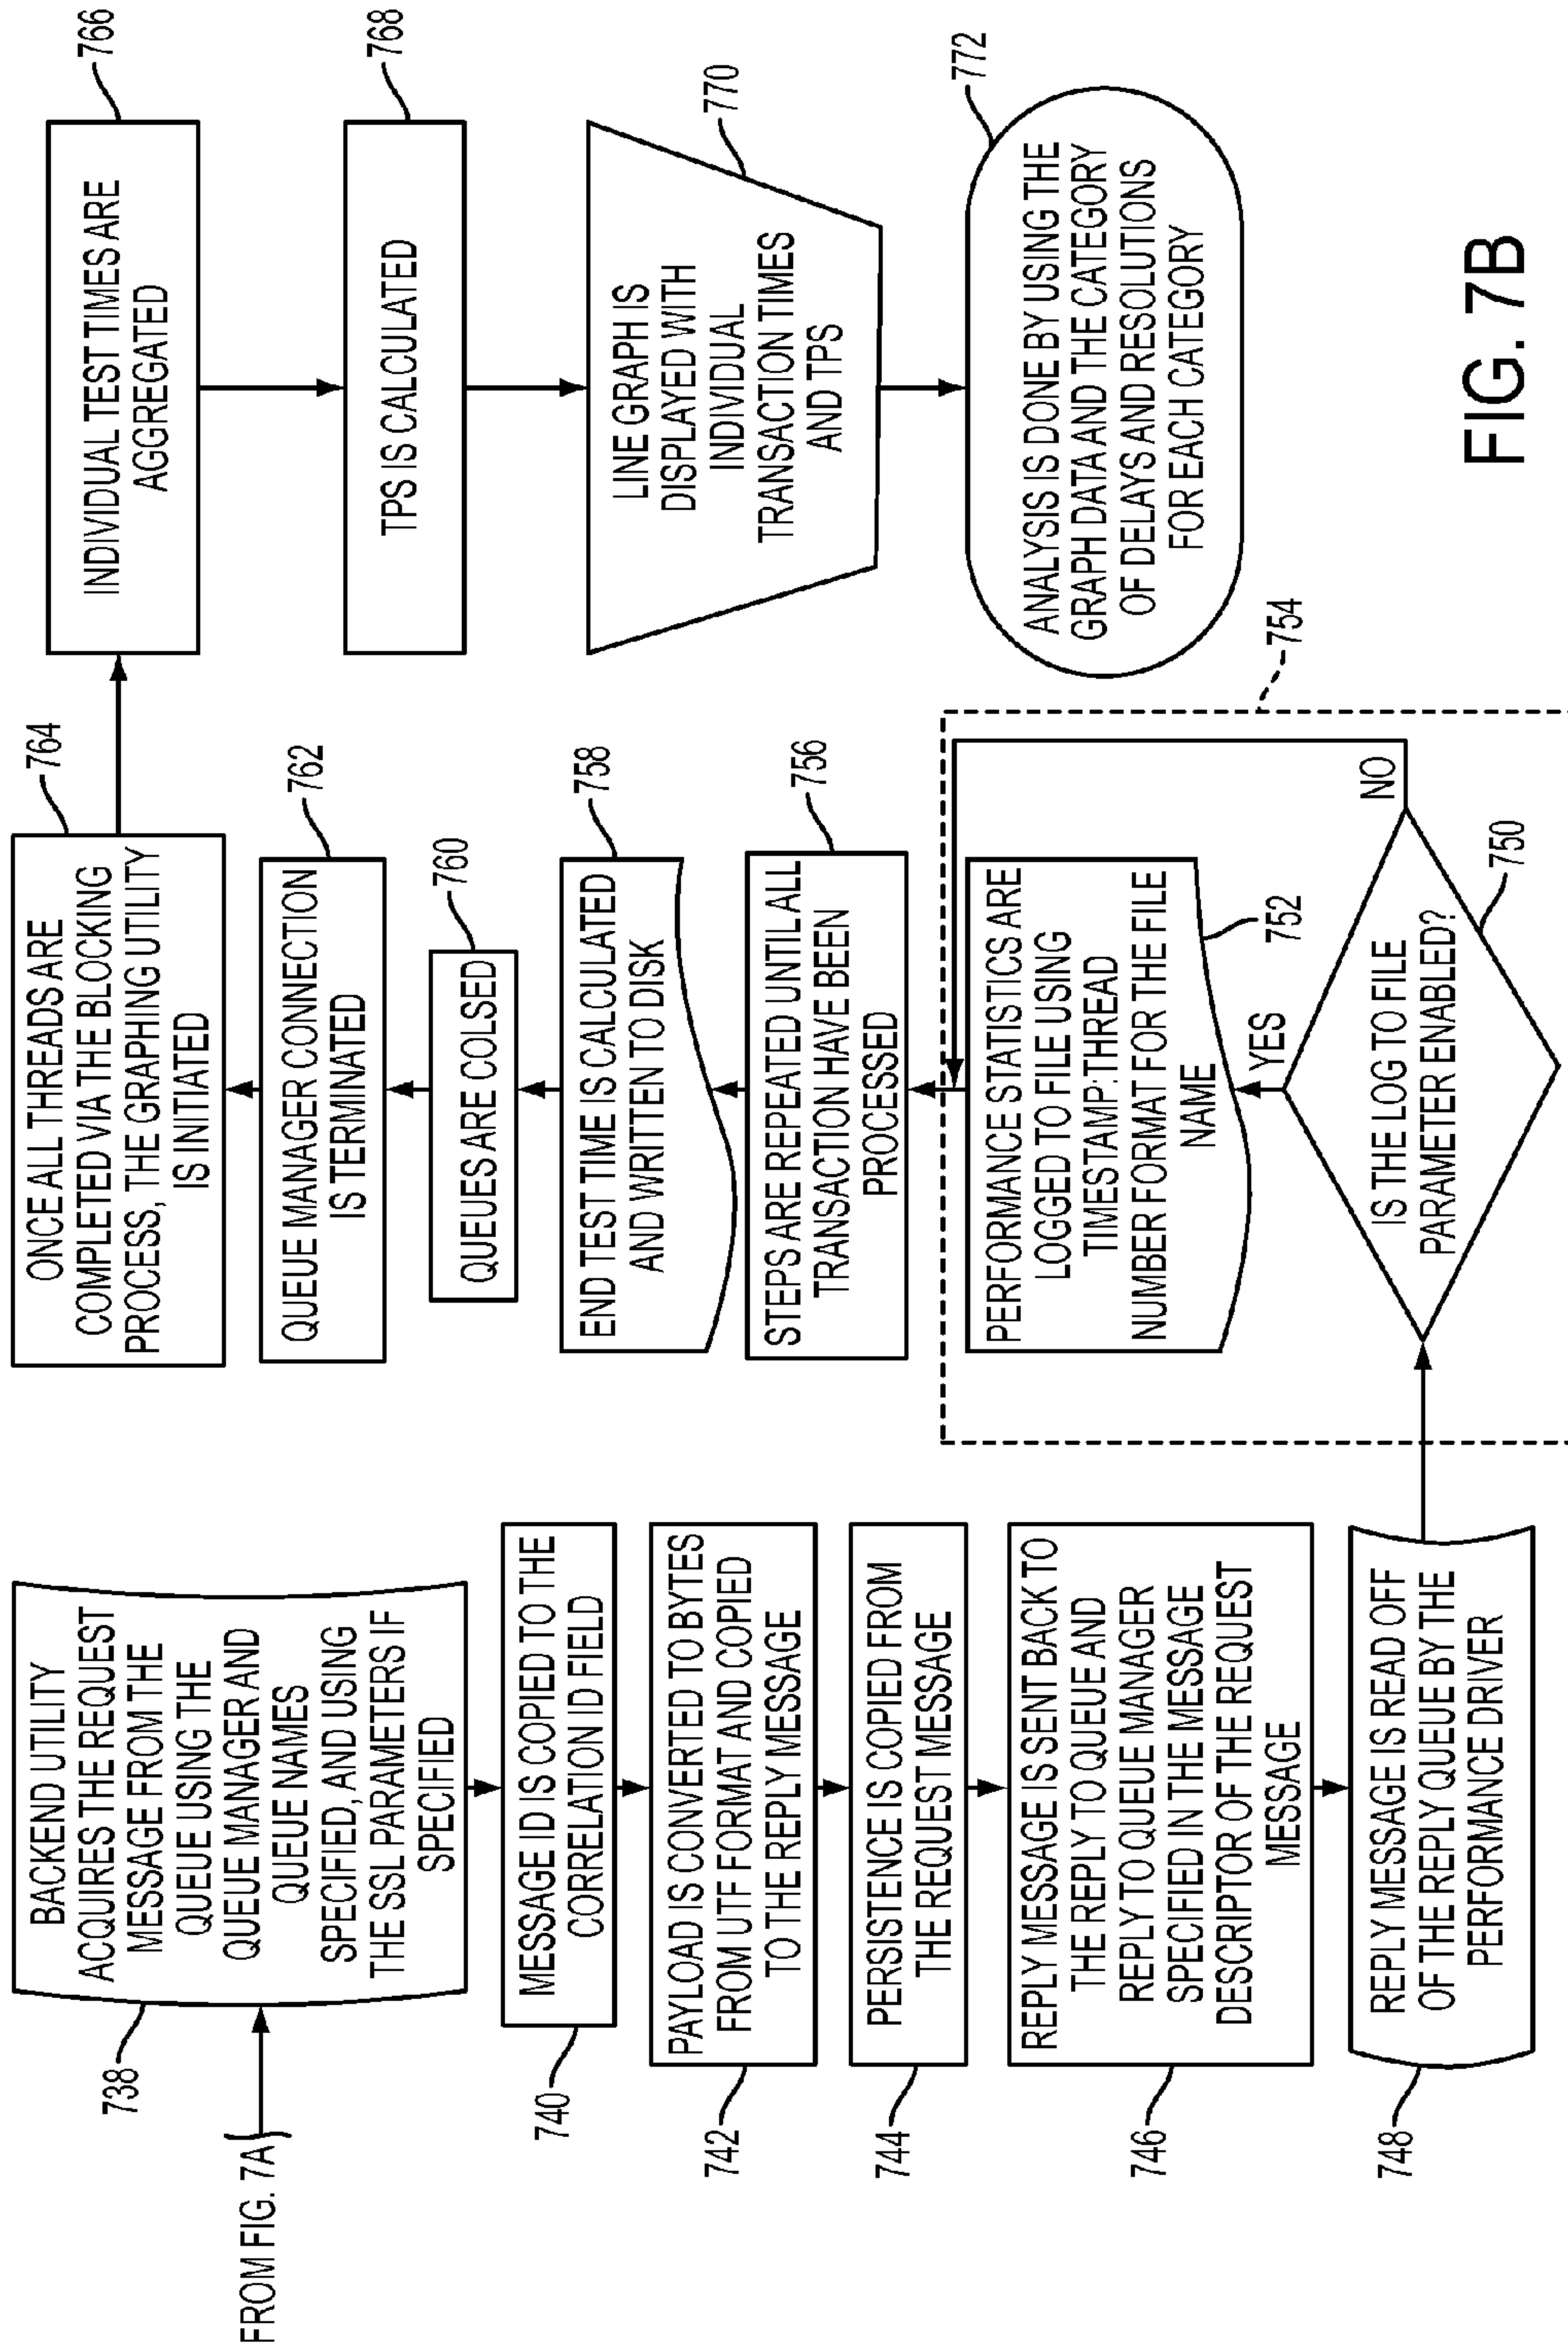 FROM FIG. 7A
738
BACKEND UTILITY
ACQUIRES THE REQUEST
MESSAGE FROM THE
QUEUE USING THE
QUEUE MANAGER AND
QUEUE NAMES
SPECIFIED, AND USING
THE SSL PARAMETERS IF
SPECIFIED
740
MESSAGE ID IS COPIED TO THE
CORRELATION ID FIELD
742
PAYLOAD IS CONVERTED TO BYTES
FROM UTF FORMAT AND COPIED
TO THE REPLY MESSAGE
744
PERSISTENCE IS COPIED FROM
THE REQUEST MESSAGE
746
REPLY MESSAGE IS SENT BACK TO
THE REPLY TO QUEUE AND
REPLY TO QUEUE MANAGER
SPECIFIED IN THE MESSAGE
DESCRIPTOR OF THE REQUEST
MESSAGE
748
REPLY MESSAGE IS READ OFF
OF THE REPLY QUEUE BY THE
PERFORMANCE DRIVER
IS THE LOG TO FILE
PARAMETER ENABLED?
750
YES
NO
PERFORMANCE STATISTICS ARE
LOGGED TO FILE USING
TIMESTAMP:THREAD
NUMBER FORMAT FOR THE FILE
NAME
752
754
STEPS ARE REPEATED UNTIL ALL
TRANSACTION HAVE BEEN
PROCESSED
756
END TEST TIME IS CALCULATED
AND WRITTEN TO DISK
758
QUEUES ARE COLSED
760
QUEUE MANAGER CONNECTION
IS TERMINATED
762
ONCE ALL THREADS ARE
COMPLETED VIA THE BLOCKING
PROCESS, THE GRAPHING UTILITY
IS INITIATED
764
INDIVIDUAL TEST TIMES ARE
AGGREGATED
766
TPS IS CALCULATED
768
LINE GRAPH IS
DISPLAYED WITH
INDIVIDUAL
TRANSACTION TIMES
AND TPS
770
ANALYSIS IS DONE BY USING THE
GRAPH DATA AND THE CATEGORY
OF DELAYS AND RESOLUTIONS
FOR EACH CATEGORY
772
FIG. 7B